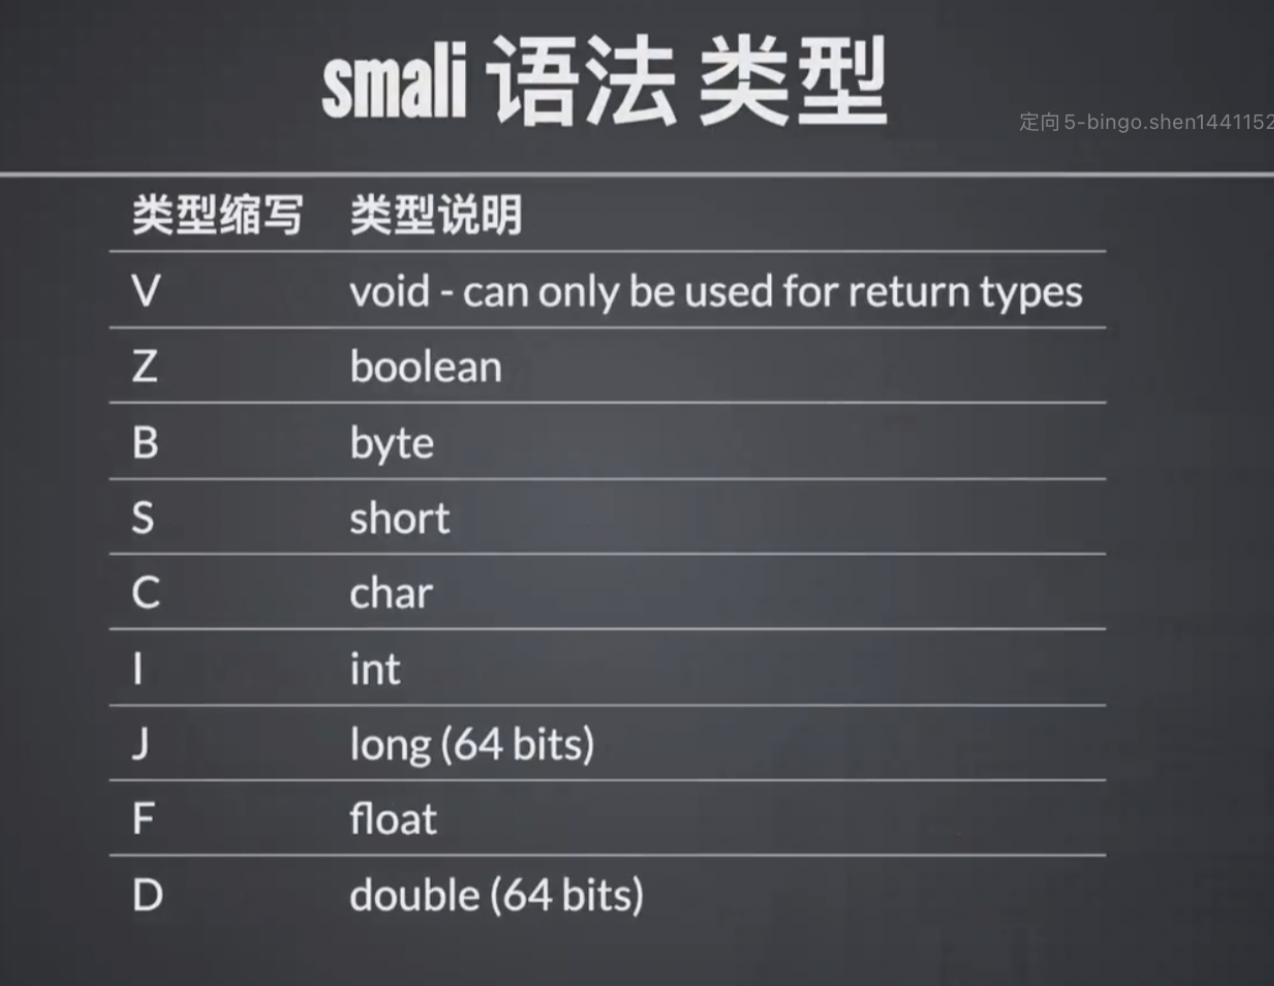 smali 语法 类型
定向5-bingo.shen1441152
类型缩写 类型说明
V void - can only be used for return types
Z boolean
B byte
S short
C char
I int
J long (64 bits)
F float
D double (64 bits)